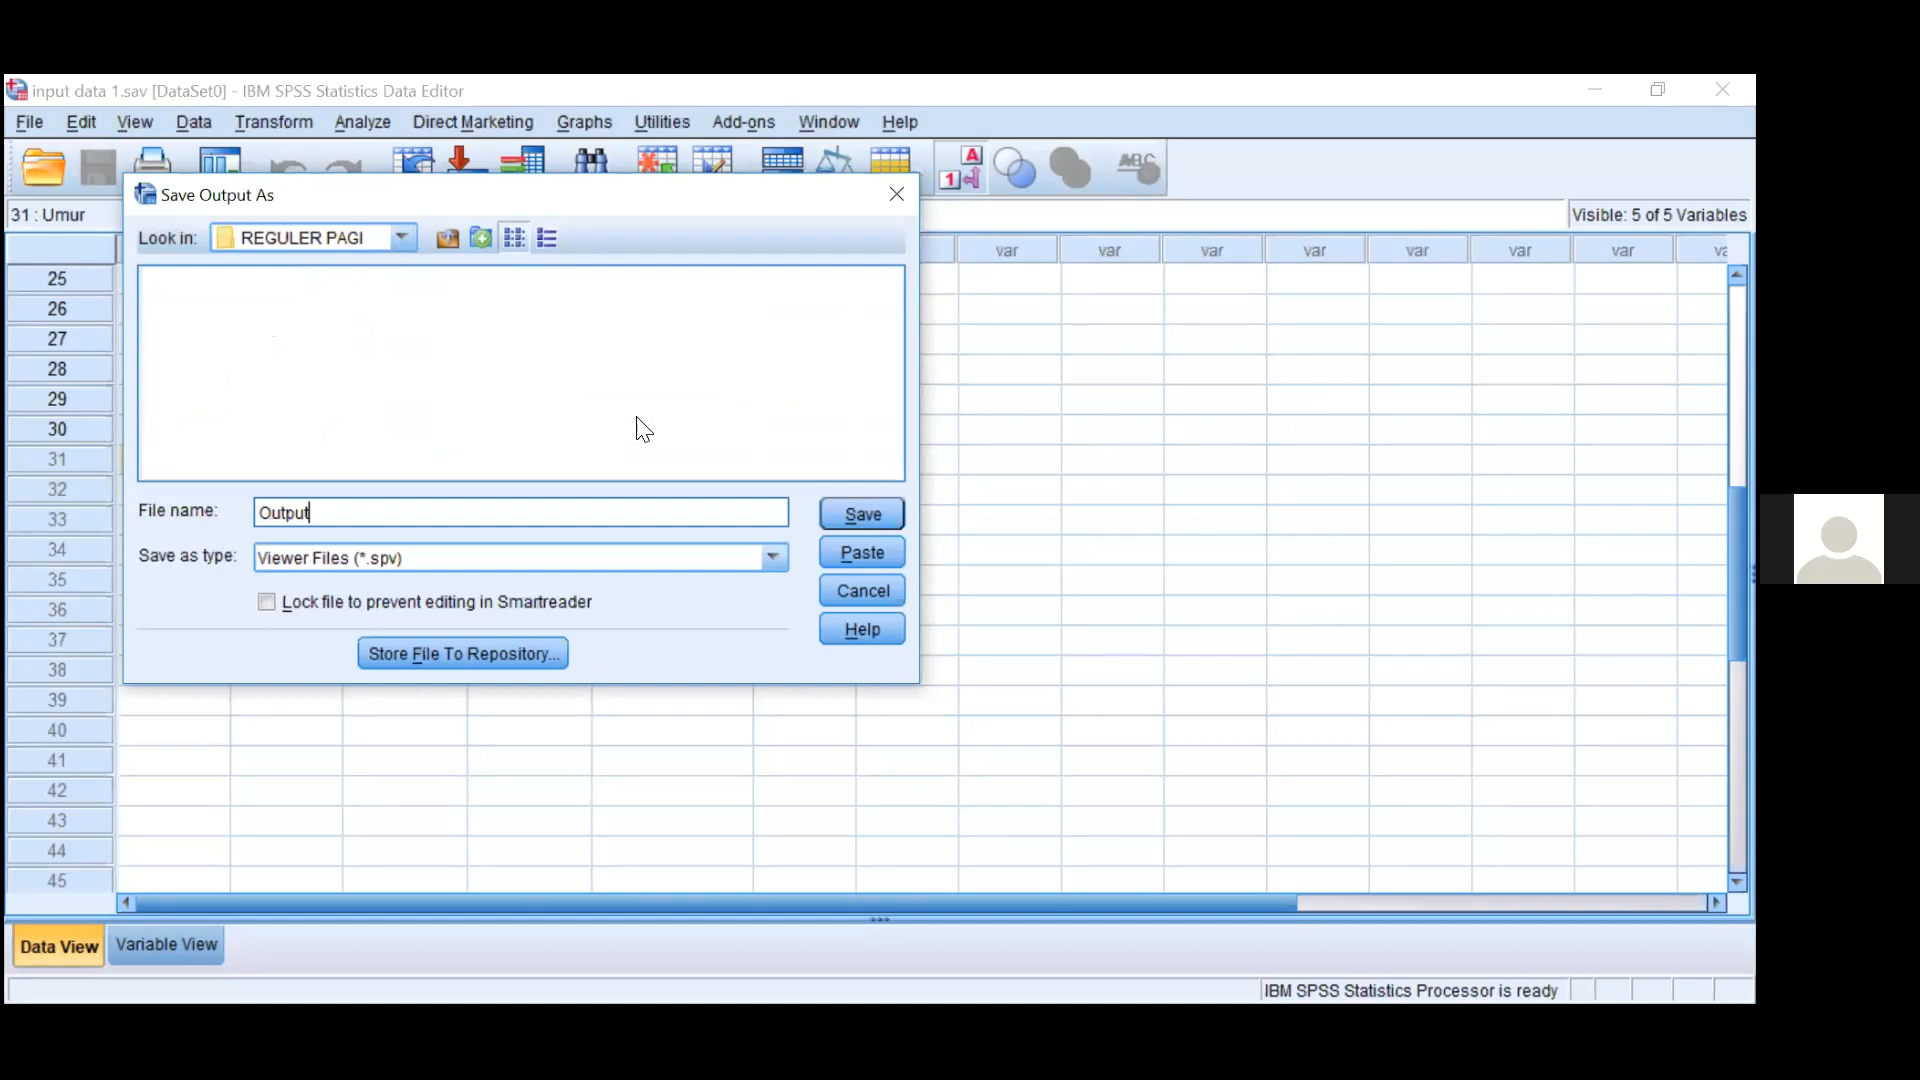 input data 1.sav [DataSet0] - IBM SPSS Statistics Data Editor
File Edit View Data Transform Analyze Direct Marketing Graphs Utilities Add-ons Window Help
A
1
ABC
Save Output As
31 : Umur
Visible: 5 of 5 Variables
Look in: REGULER PAGI
var var var var var var var va
25
26
27
28
29
30
31
32
33
34
35
36
37
38
39
40
41
42
43
44
45
File name: Output
Save
Save as type: Viewer Files (*.spv)
Paste
Cancel
Lock file to prevent editing in Smartreader
Help
Store File To Repository...
Data View Variable View
IBM SPSS Statistics Processor is ready